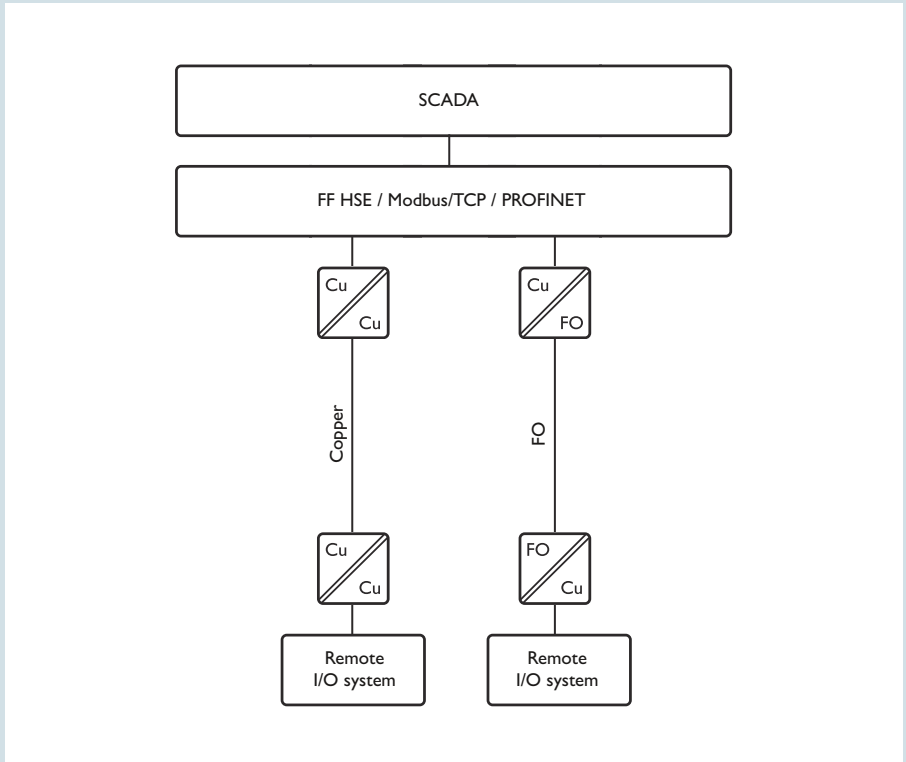 SCADA
FF HSE / Modbus/TCP / PROFINET
Cu
Cu
Cu
FO
Copper
FO
Cu
Cu
FO
Cu
Remote
I/O system
Remote
I/O system